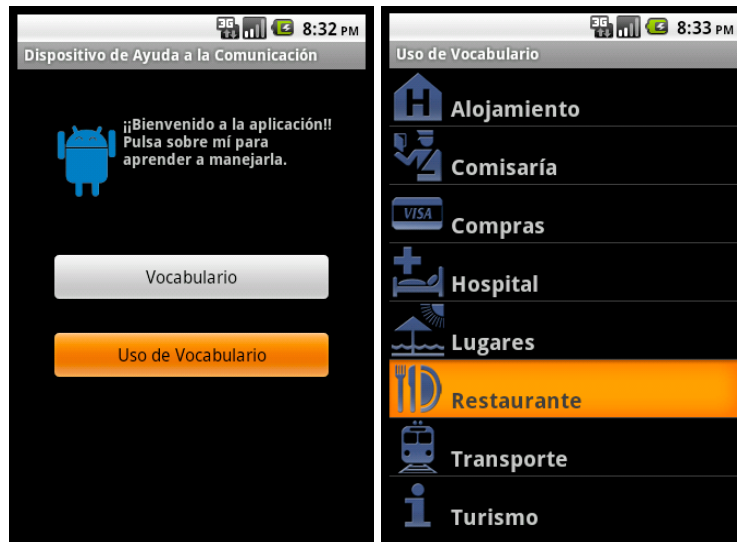 3G 8:32 PM
Dispositivo de Ayuda a la Comunicación
¡¡Bienvenido a la aplicación!!
Pulsa sobre mí para
aprender a manejarla.
Vocabulario
Uso de Vocabulario
3G 8:33 PM
Uso de Vocabulario
H Alojamiento
Comisaría
VISA Compras
Hospital
Lugares
Restaurante
Transporte
i Turismo